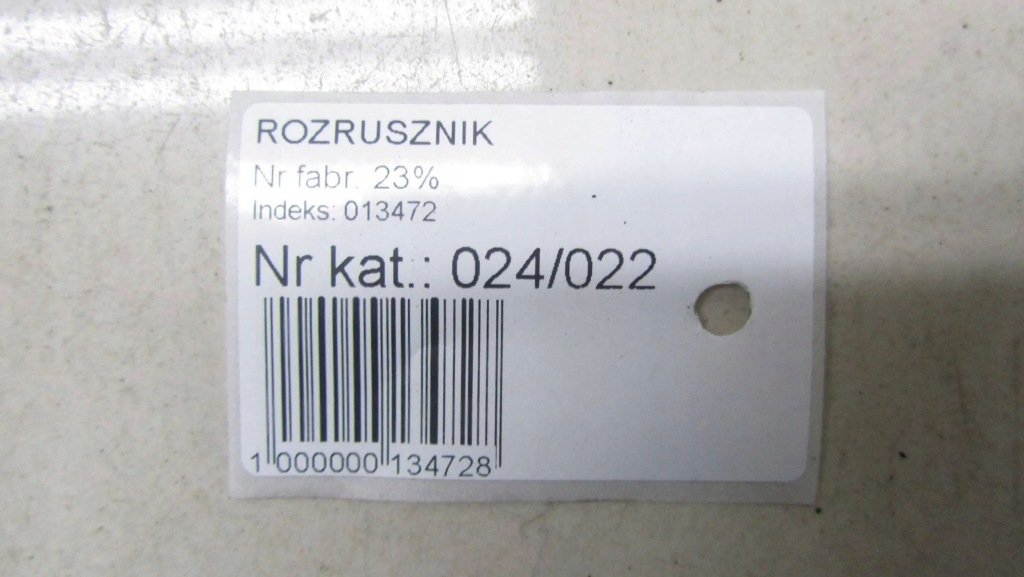 ROZRUSZNIK
Nr fabr. 23%
Indeks: 013472
Nr kat.: 024/022
1 000000 134728